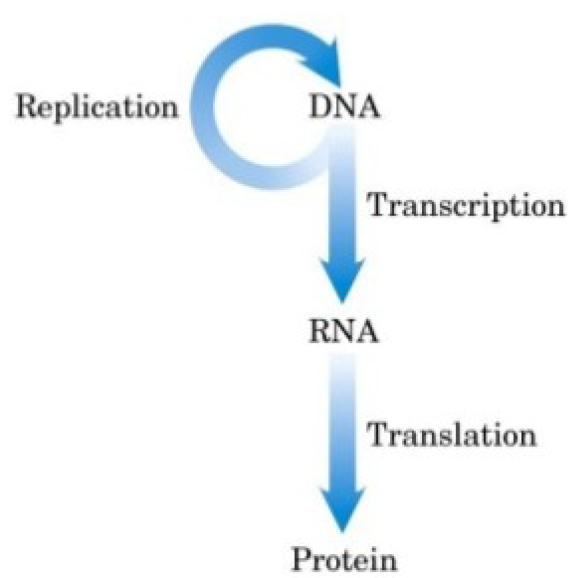 Replication
DNA
Transcription
RNA
Translation
Protein